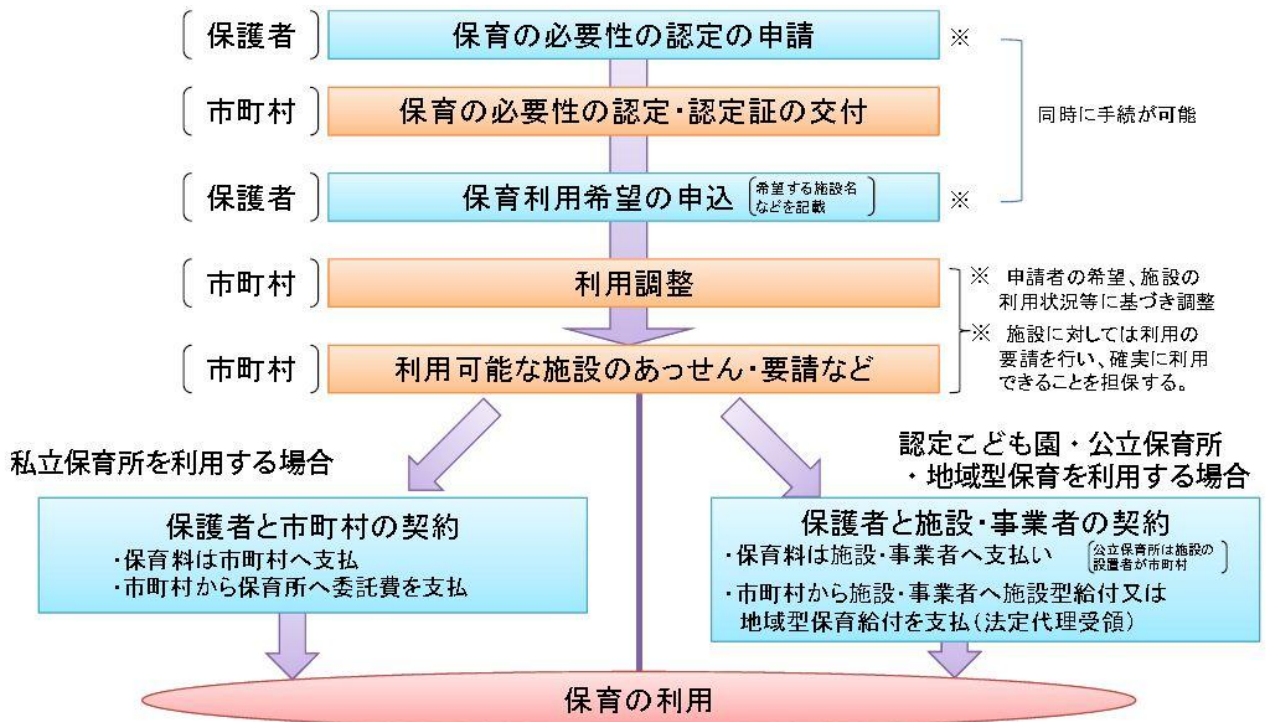 保護者
保育の必要性の認定の申請
※
市町村
保育の必要性の認定・認定証の交付
同時に手続が可能
保護者
保育利用希望の申込
希望する施設名
などを記載
※
市町村
利用調整
※ 申請者の希望、施設の
利用状況等に基づき調整
市町村
利用可能な施設のあっせん・要請など
※ 施設に対しては利用の
要請を行い、確実に利用
できることを担保する。
私立保育所を利用する場合
保護者と市町村の契約
・保育料は市町村へ支払
・市町村から保育所へ委託費を支払
認定こども園・公立保育所
・地域型保育を利用する場合
保護者と施設・事業者の契約
・保育料は施設・事業者へ支払い
公立保育所は施設の
設置者が市町村
・市町村から施設・事業者へ施設型給付又は
地域型保育給付を支払(法定代理受領)
保育の利用